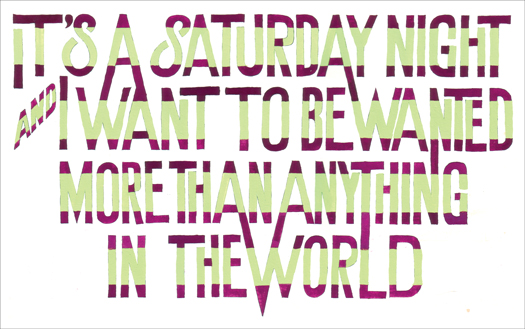 IT'S A SATURDAY NIGHT
AND I WANT TO BE WANTED
MORE THAN ANYTHING
IN THE WORLD